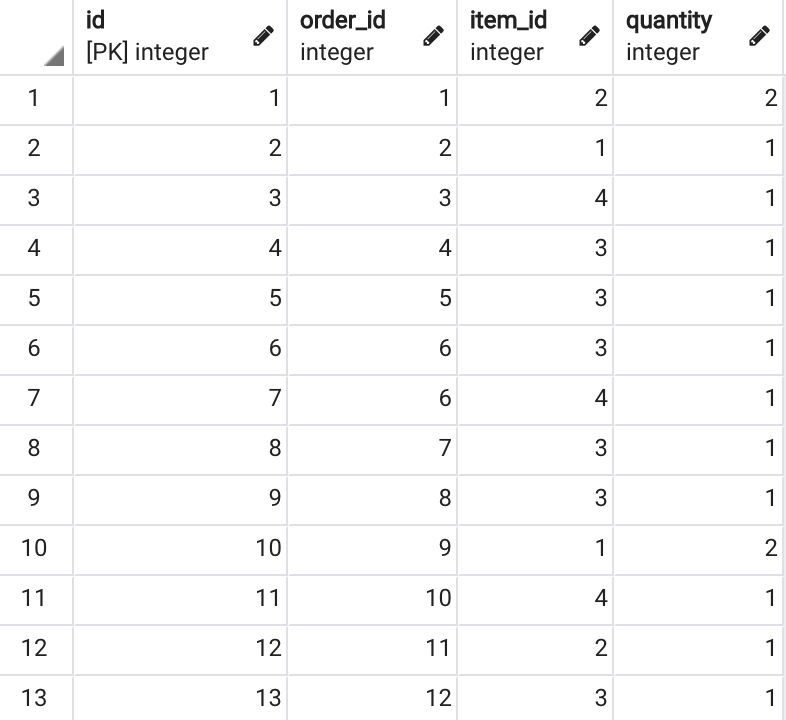 id order_id item_id quantity
[PK] integer integer integer integer
1 1 1 2 2
2 2 2 1 1
3 3 3 4 1
4 4 4 3 1
5 5 5 3 1
6 6 6 3 1
7 7 6 4 1
8 8 7 3 1
9 9 8 3 1
10 10 9 1 2
11 11 10 4 1
12 12 11 2 1
13 13 12 3 1